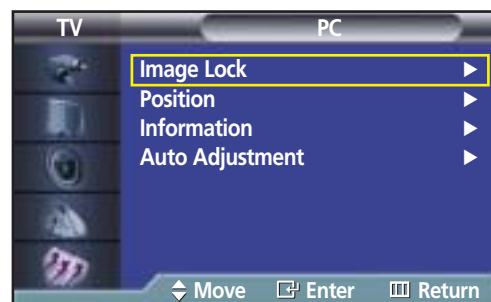 TV PC
Image Lock
Position
Information
Auto Adjustment
Move Enter Return